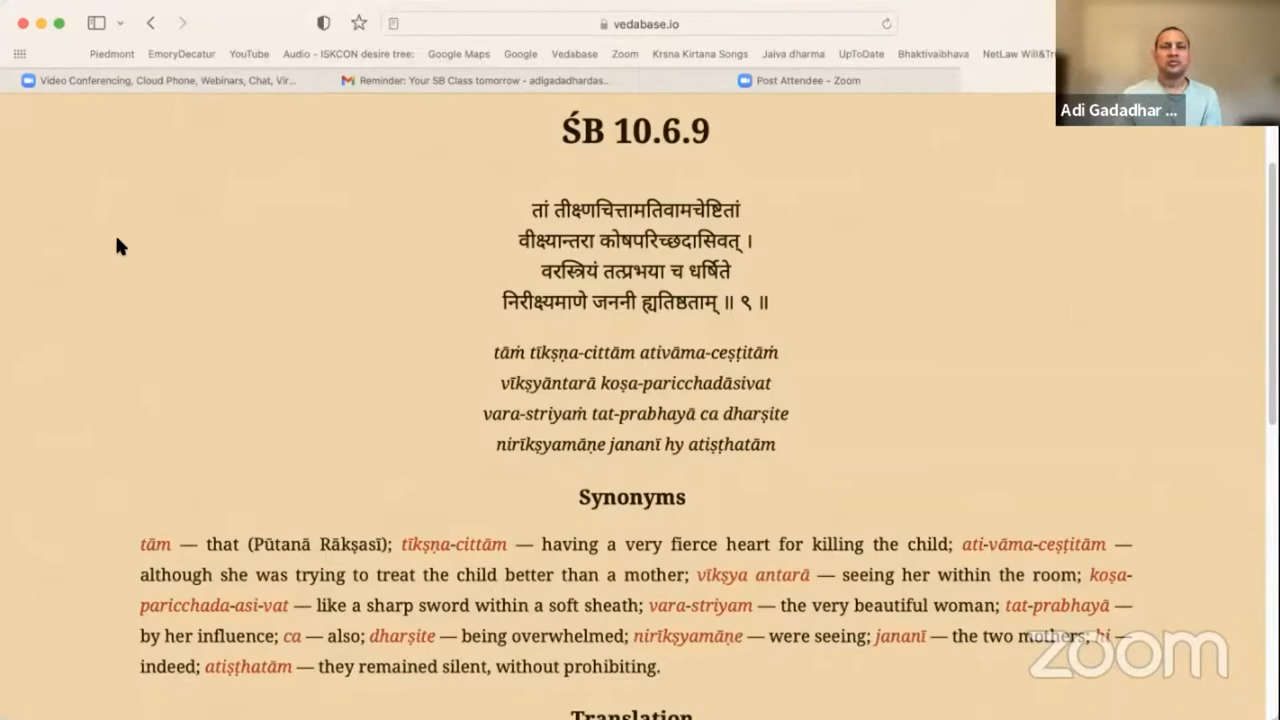 vedabase.io
Piedmont EmoryDecatur YouTube Audio - ISKCON desire tree: Google Maps Google Vedabase Zoom Krsna Kirtana Songs Jaiva dharma UpToDate Bhaktivaibhava NetLaw Will&Tr
Video Conferencing, Cloud Phone, Webinars, Chat, Vir... Reminder: Your SB Class tomorrow - adigadadhardas... Post Attendee - Zoom
Adi Gadadhar ...
ŚB 10.6.9
तां तीक्ष्णचित्तामतिवामचेष्टितां
वीक्ष्यान्तरा कोषपरिच्छदासिवत् ।
वरस्त्रियं तत्प्रभया च धर्षिते
निरीक्ष्यमाणे जननी ह्यतिष्ठताम् ॥ ९ ॥
tāṁ tīkṣṇa-cittām ativāma-ceṣṭitāṁ
vīkṣyāntarā koṣa-paricchadāsivat
vara-striyaṁ tat-prabhayā ca dharṣite
nirīkṣyamāṇe jananī hy atiṣṭhatām
Synonyms
tām — that (Pūtanā Rākṣasī); tīkṣṇa-cittām — having a very fierce heart for killing the child; ati-vāma-ceṣṭitām —
although she was trying to treat the child better than a mother; vīkṣya antarā — seeing her within the room; koṣa-
paricchada-asi-vat — like a sharp sword within a soft sheath; vara-striyam — the very beautiful woman; tat-prabhayā —
by her influence; ca — also; dharṣite — being overwhelmed; nirīkṣyamāṇe — were seeing; jananī — the two mothers; hi —
indeed; atiṣṭhatām — they remained silent, without prohibiting.
zoom
Translation